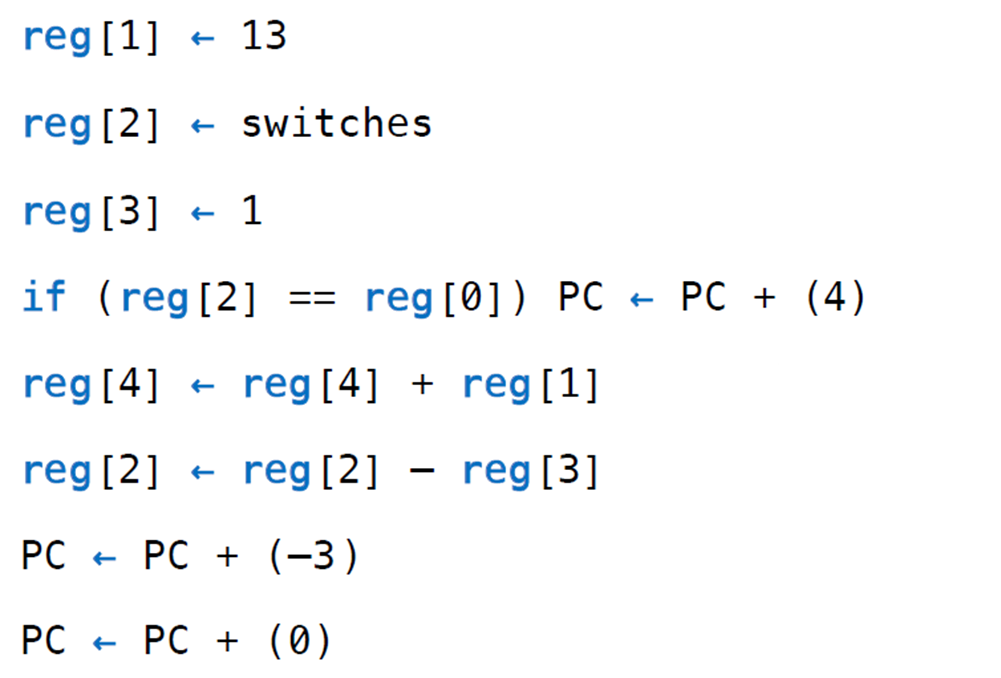 reg[1] ← 13
reg[2] ← switches
reg[3] ← 1
if (reg[2] == reg[0]) PC ← PC + (4)
reg[4] ← reg[4] + reg[1]
reg[2] ← reg[2] − reg[3]
PC ← PC + (−3)
PC ← PC + (0)